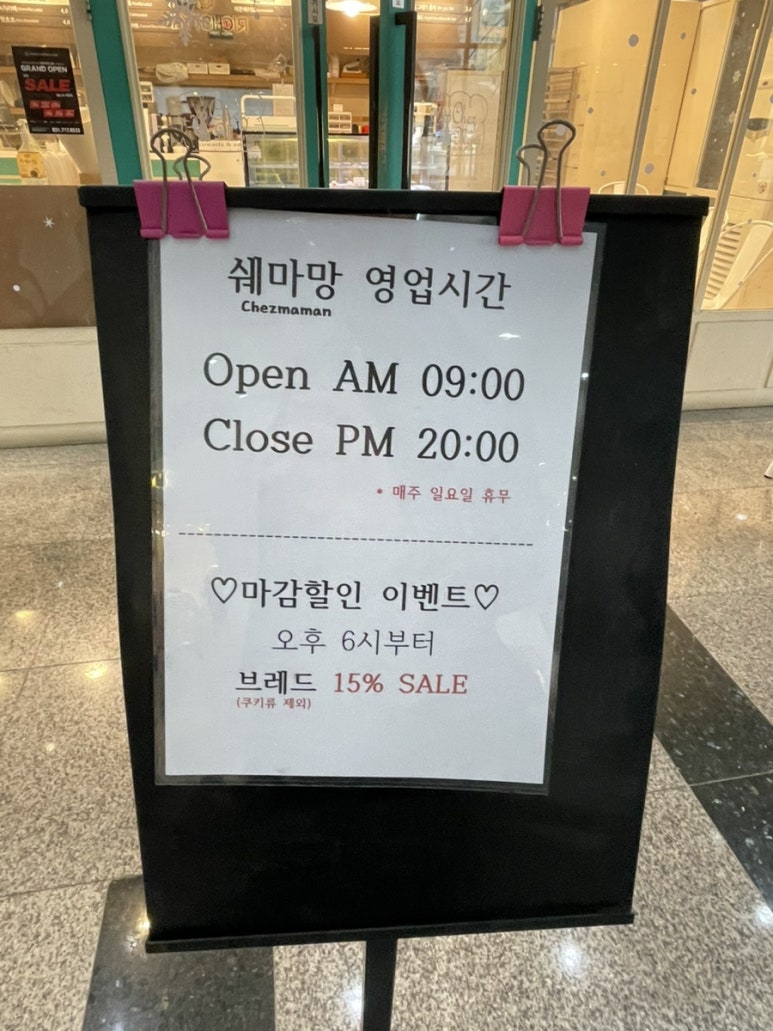 GRAND OPEN
SALE
쉐마망 영업시간
Chezmaman
Open AM 09:00
Close PM 20:00
• 매주 일요일 휴무
♡마감할인 이벤트♡
오후 6시부터
브레드 15% SALE
(쿠키류 제외)